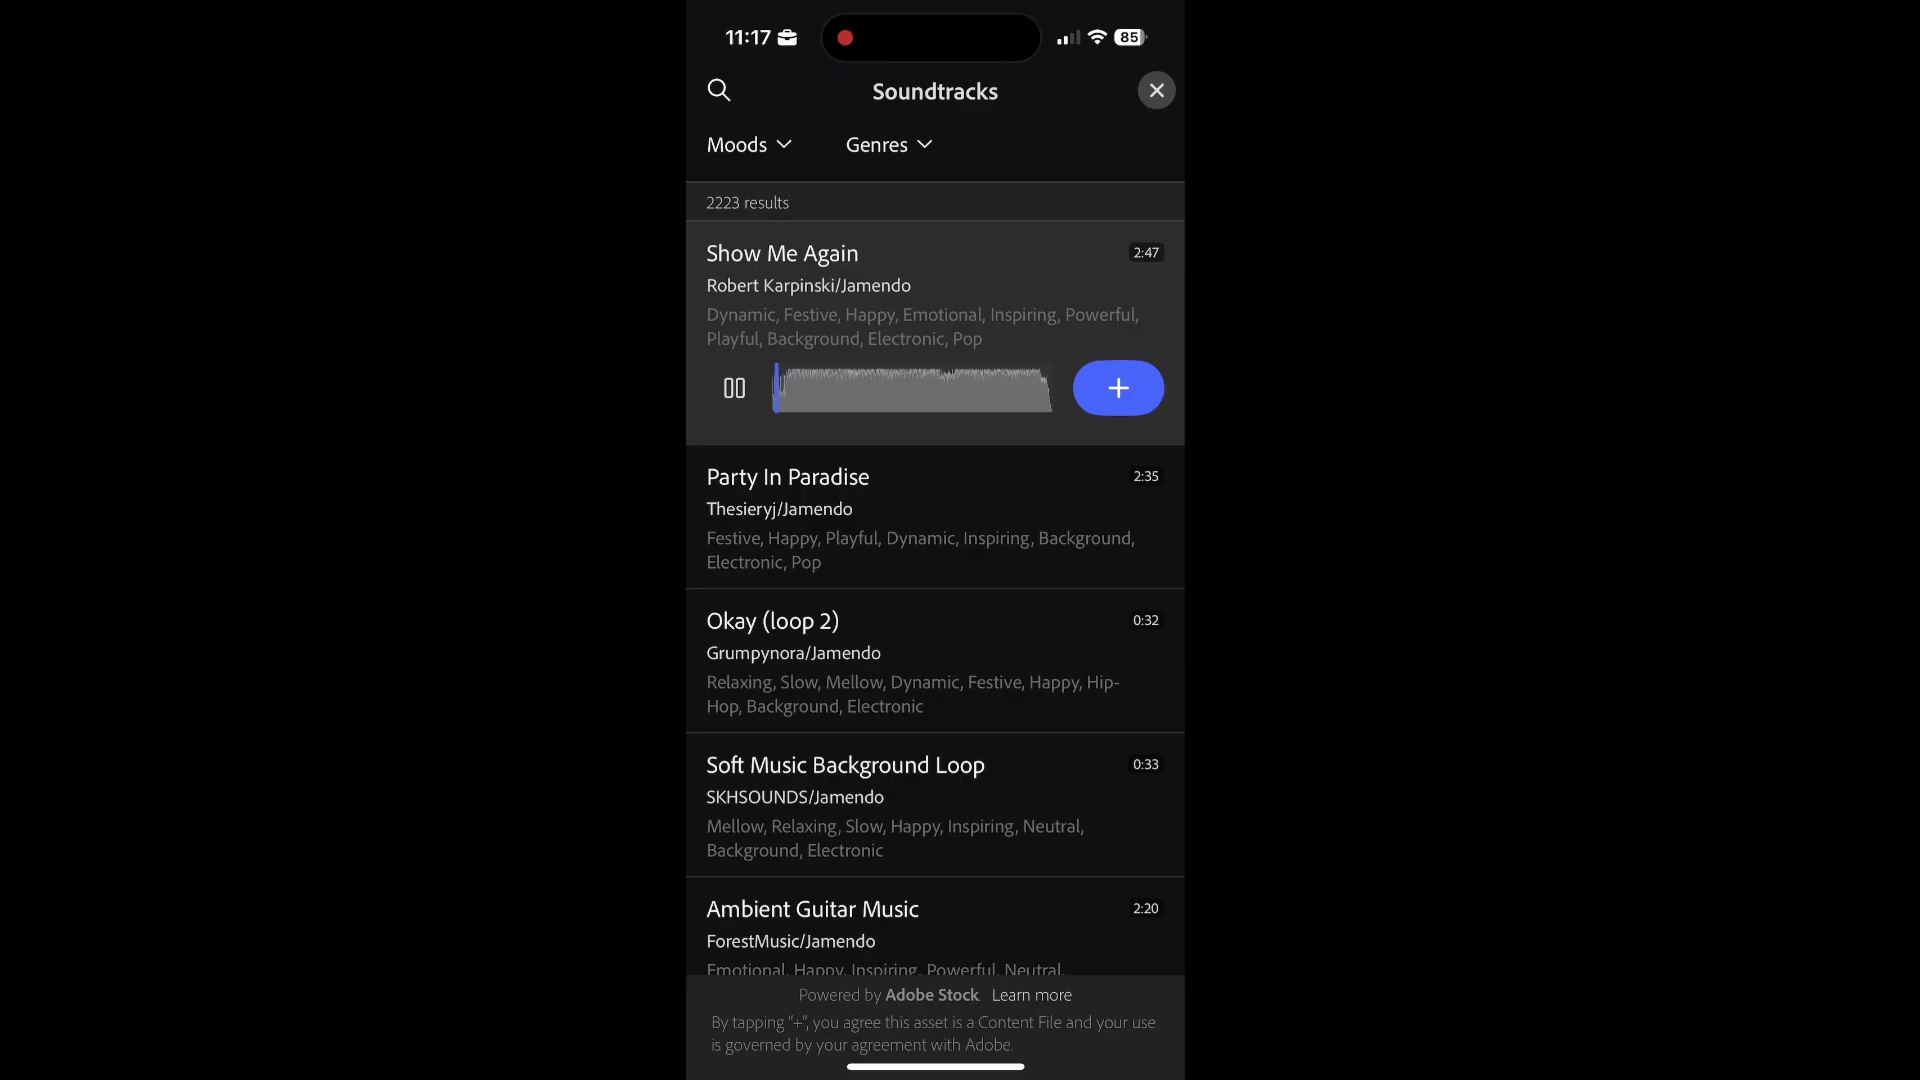 11:17
85
Soundtracks
Moods
Genres
2223 results
Show Me Again
2:47
Robert Karpinski/Jamendo
Dynamic, Festive, Happy, Emotional, Inspiring, Powerful,
Playful, Background, Electronic, Pop
Party In Paradise
2:35
Thesieryj/Jamendo
Festive, Happy, Playful, Dynamic, Inspiring, Background,
Electronic, Pop
Okay (loop 2)
0:32
Grumpynora/Jamendo
Relaxing, Slow, Mellow, Dynamic, Festive, Happy, Hip-
Hop, Background, Electronic
Soft Music Background Loop
0:33
SKHSOUNDS/Jamendo
Mellow, Relaxing, Slow, Happy, Inspiring, Neutral,
Background, Electronic
Ambient Guitar Music
2:20
ForestMusic/Jamendo
Emotional, Happy, Inspiring, Powerful, Neutral,
Powered by Adobe Stock. Learn more
By tapping “+”, you agree this asset is a Content File and your use
is governed by your agreement with Adobe.